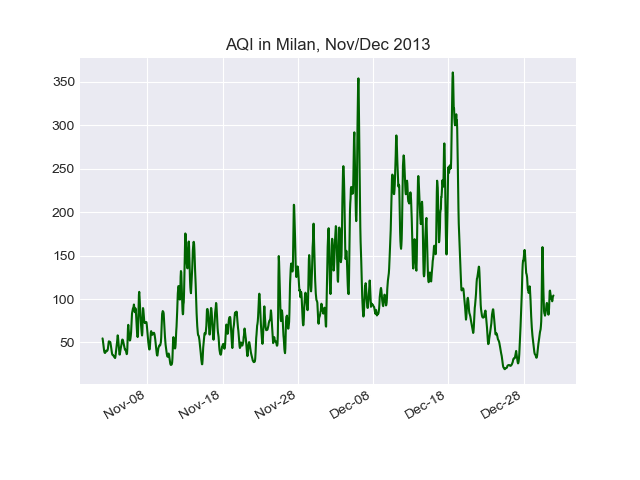 AQI in Milan, Nov/Dec 2013
350
300
250
200
150
100
50
Nov-08
Nov-18
Nov-28
Dec-08
Dec-18
Dec-28